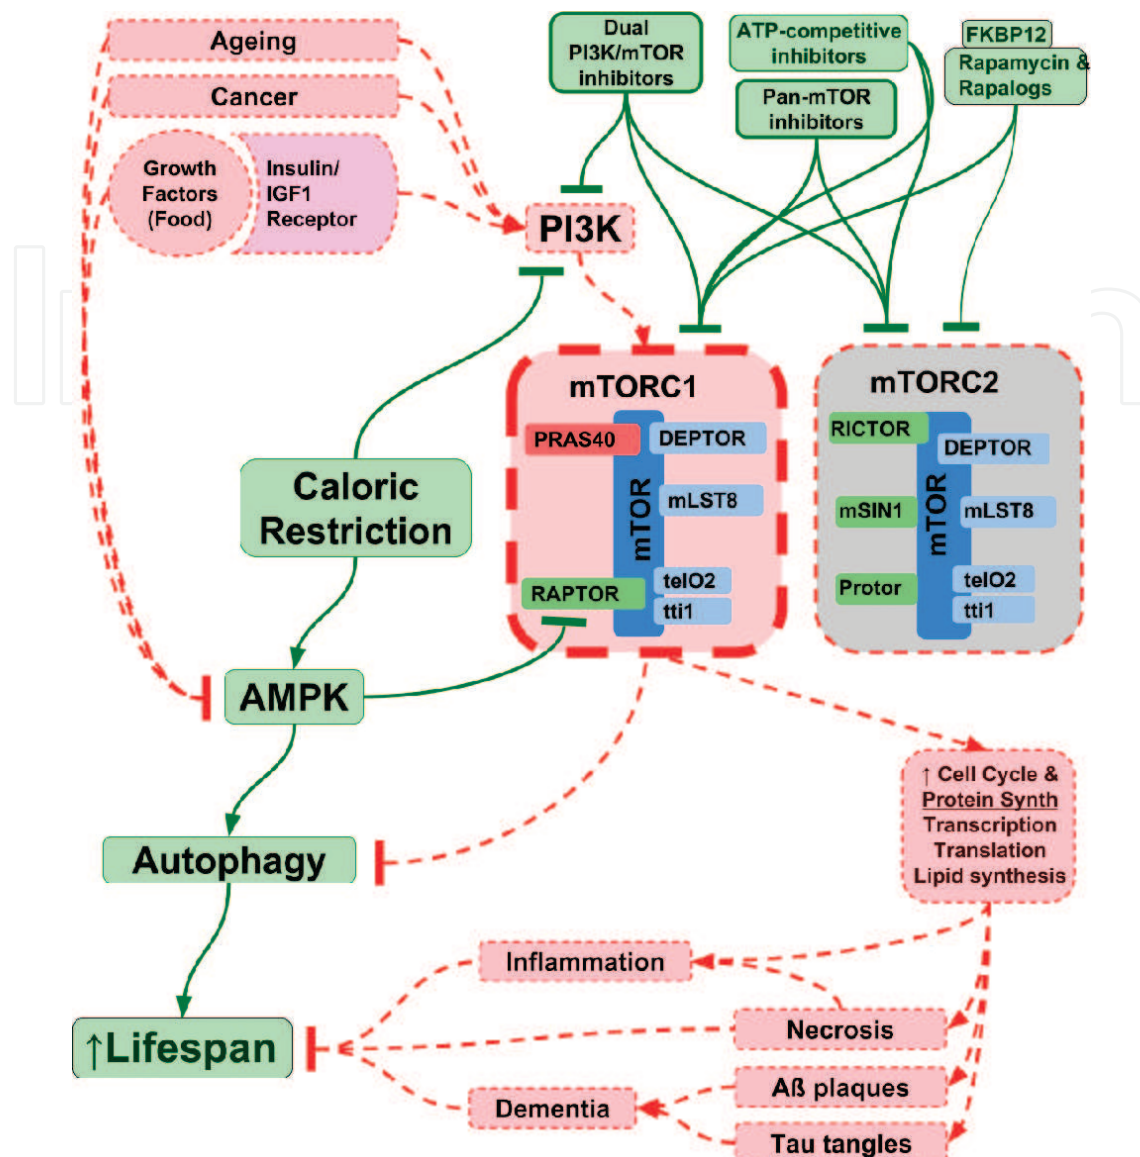 Ageing
Cancer
Growth
Factors
(Food)
Insulin/
IGF1
Receptor
Dual
PI3K/mTOR
inhibitors
ATP-competitive
inhibitors
Pan-mTOR
inhibitors
FKBP12
Rapamycin &
Rapalogs
PI3K
Caloric
Restriction
mTORC1
PRAS40
DEPTOR
mTOR
mLST8
RAPTOR
telO2
tti1
mTORC2
RICTOR
DEPTOR
mTOR
mSIN1
mLST8
Protor
telO2
tti1
AMPK
↑ Cell Cycle &
Protein Synth
Transcription
Translation
Lipid synthesis
Autophagy
Inflammation
Necrosis
↑Lifespan
Aß plaques
Dementia
Tau tangles